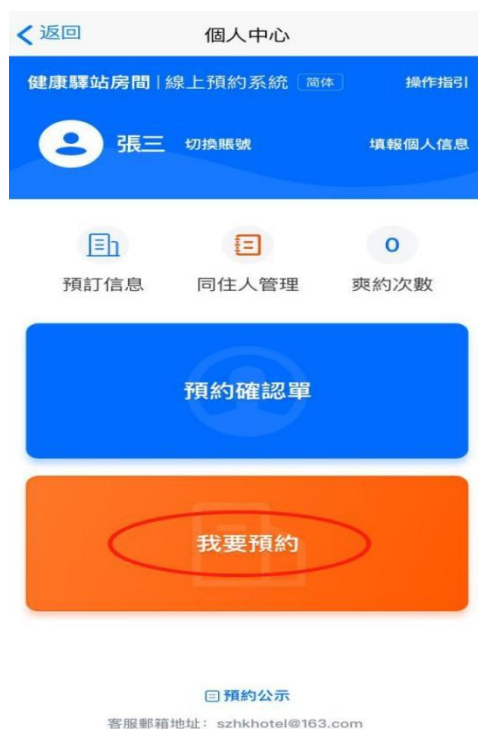 返回 個人中心
健康驛站房間 | 線上預約系統 简体 操作指引
張三 切換賬號 填報個人信息
0
預訂信息 同住人管理 爽約次數
預約確認單
我要預約
預約公示
客服郵箱地址：szhkhotel@163.com